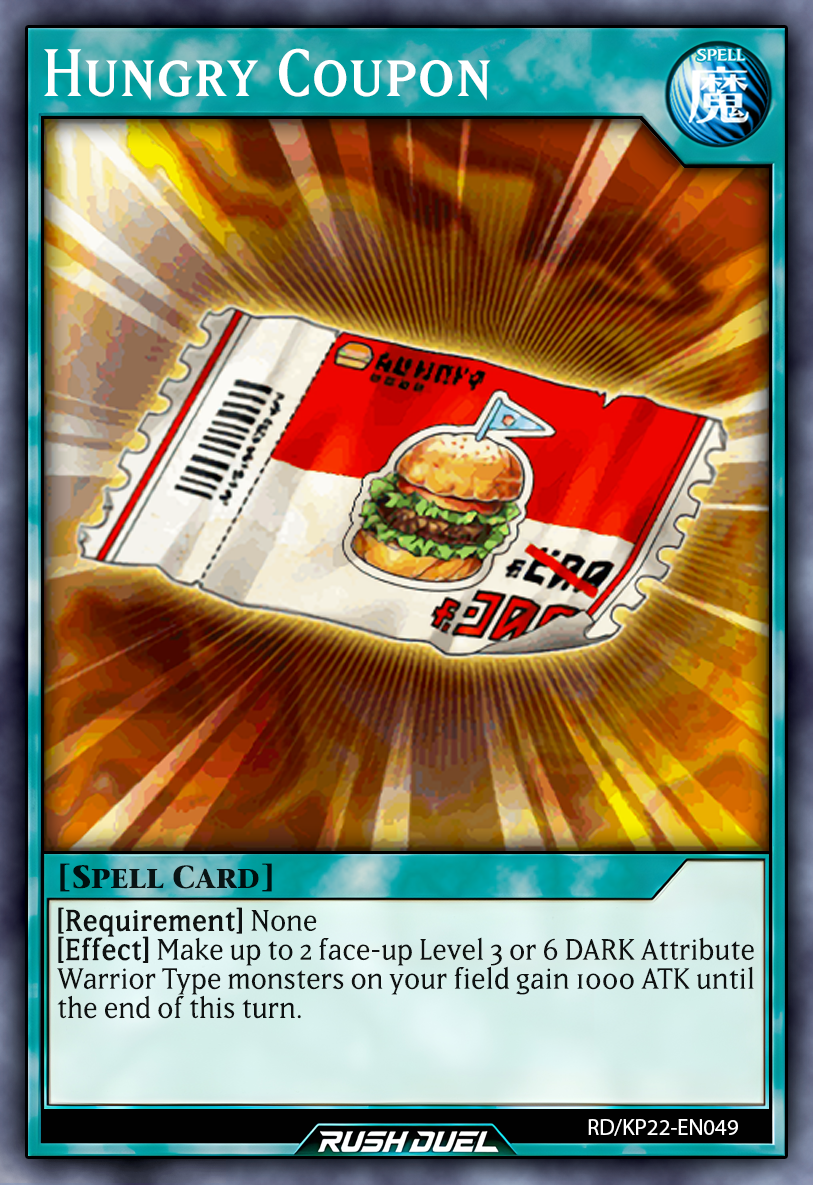 Hungry Coupon
SPELL
魔
[Spell Card]
[Requirement] None
[Effect] Make up to 2 face-up Level 3 or 6 DARK Attribute
Warrior Type monsters on your field gain 1000 ATK until
the end of this turn.
RD/KP22-EN049
RUSH DUEL